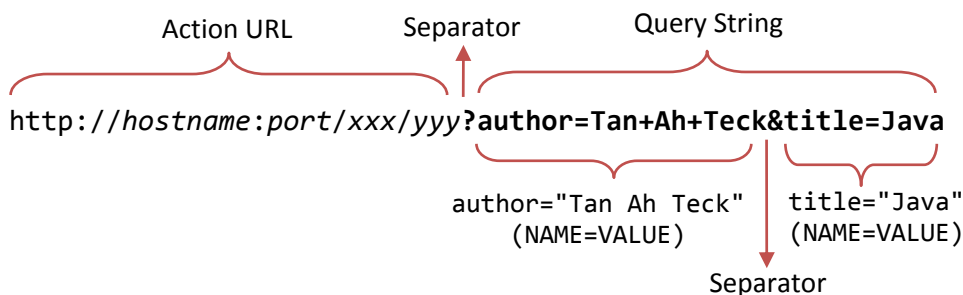 Action URL Separator Query String
http://hostname:port/xxx/yyy?author=Tan+Ah+Teck&title=Java
author="Tan Ah Teck" title="Java"
(NAME=VALUE) (NAME=VALUE)
Separator